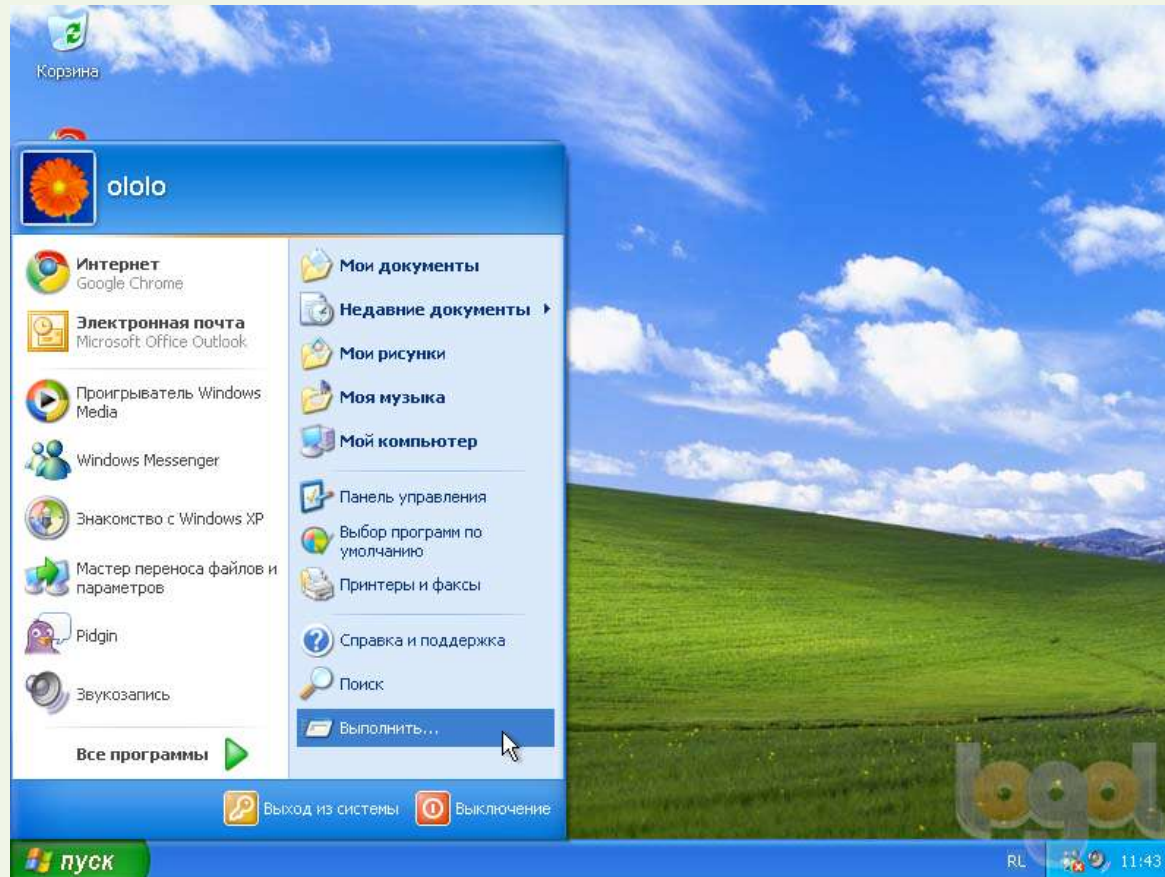 Корзина
ololo
Интернет
Google Chrome
Электронная почта
Microsoft Office Outlook
Проигрыватель Windows
Media
Windows Messenger
Знакомство с Windows XP
Мастер переноса файлов и
параметров
Pidgin
Звукозапись
Все программы
Мои документы
Недавние документы
Мои рисунки
Моя музыка
Мой компьютер
Панель управления
Выбор программ по
умолчанию
Принтеры и факсы
Справка и поддержка
Поиск
Выполнить...
Выход из системы
Выключение
пуск
RL
11:43